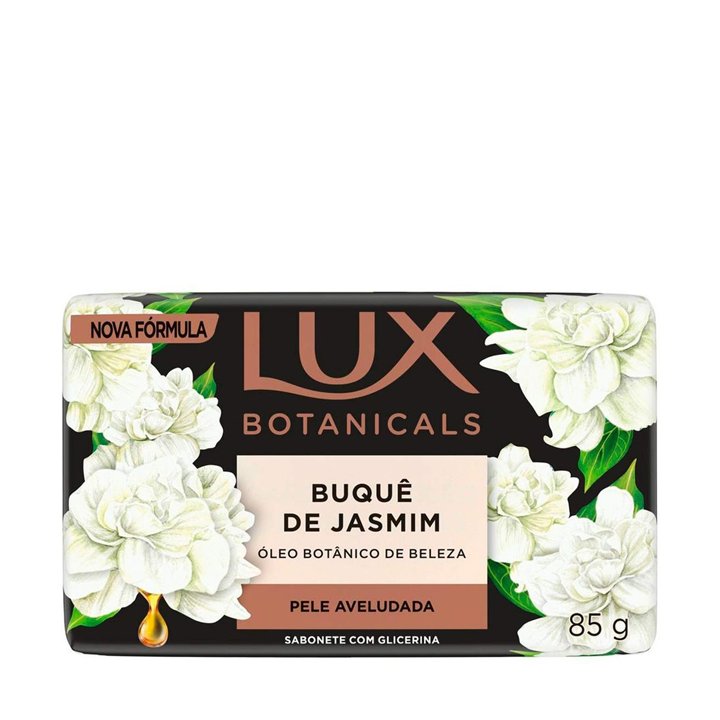 NOVA FÓRMULA
LUX
BOTANICALS
BUQUÊ
DE JASMIM
ÓLEO BOTÂNICO DE BELEZA
PELE AVELUDADA
SABONETE COM GLICERINA
85 g